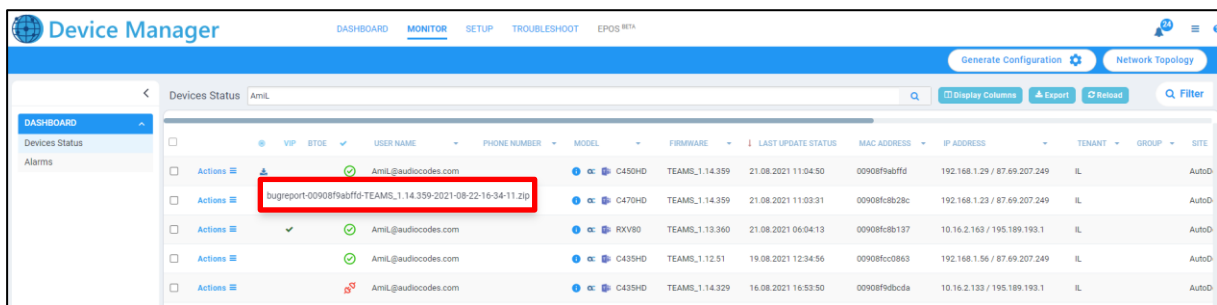 Device Manager DASHBOARD MONITOR SETUP TROUBLESHOOT EPOS BETA 24
Generate Configuration Network Topology
Devices Status AmiL Display Columns Export Reload Filter
DASHBOARD
Devices Status
Alarms
VIP BTOE USER NAME PHONE NUMBER MODEL FIRMWARE LAST UPDATE STATUS MAC ADDRESS IP ADDRESS TENANT GROUP SITE
Actions AmiL@audiocodes.com C450HD TEAMS_1.14.359 21.08.2021 11:04:50 00908f9abffd 192.168.1.29 / 87.69.207.249 IL AutoD
bugreport-00908f9abffd-TEAMS_1.14.359-2021-08-22-16-34-11.zip
Actions C470HD TEAMS_1.14.359 21.08.2021 11:03:31 00908fc8b28c 192.168.1.13 / 87.69.207.249 IL AutoD
Actions AmiL@audiocodes.com RXV80 TEAMS_1.13.360 21.08.2021 06:04:13 00908fc8b137 10.16.2.163 / 195.189.193.1 IL AutoD
Actions AmiL@audiocodes.com C435HD TEAMS_1.12.51 19.08.2021 12:34:56 00908fcc0863 192.168.1.56 / 87.69.207.249 IL AutoD
Actions AmiL@audiocodes.com C435HD TEAMS_1.14.329 16.08.2021 16:53:50 00908f9dbcda 10.16.2.133 / 195.189.193.1 IL AutoD